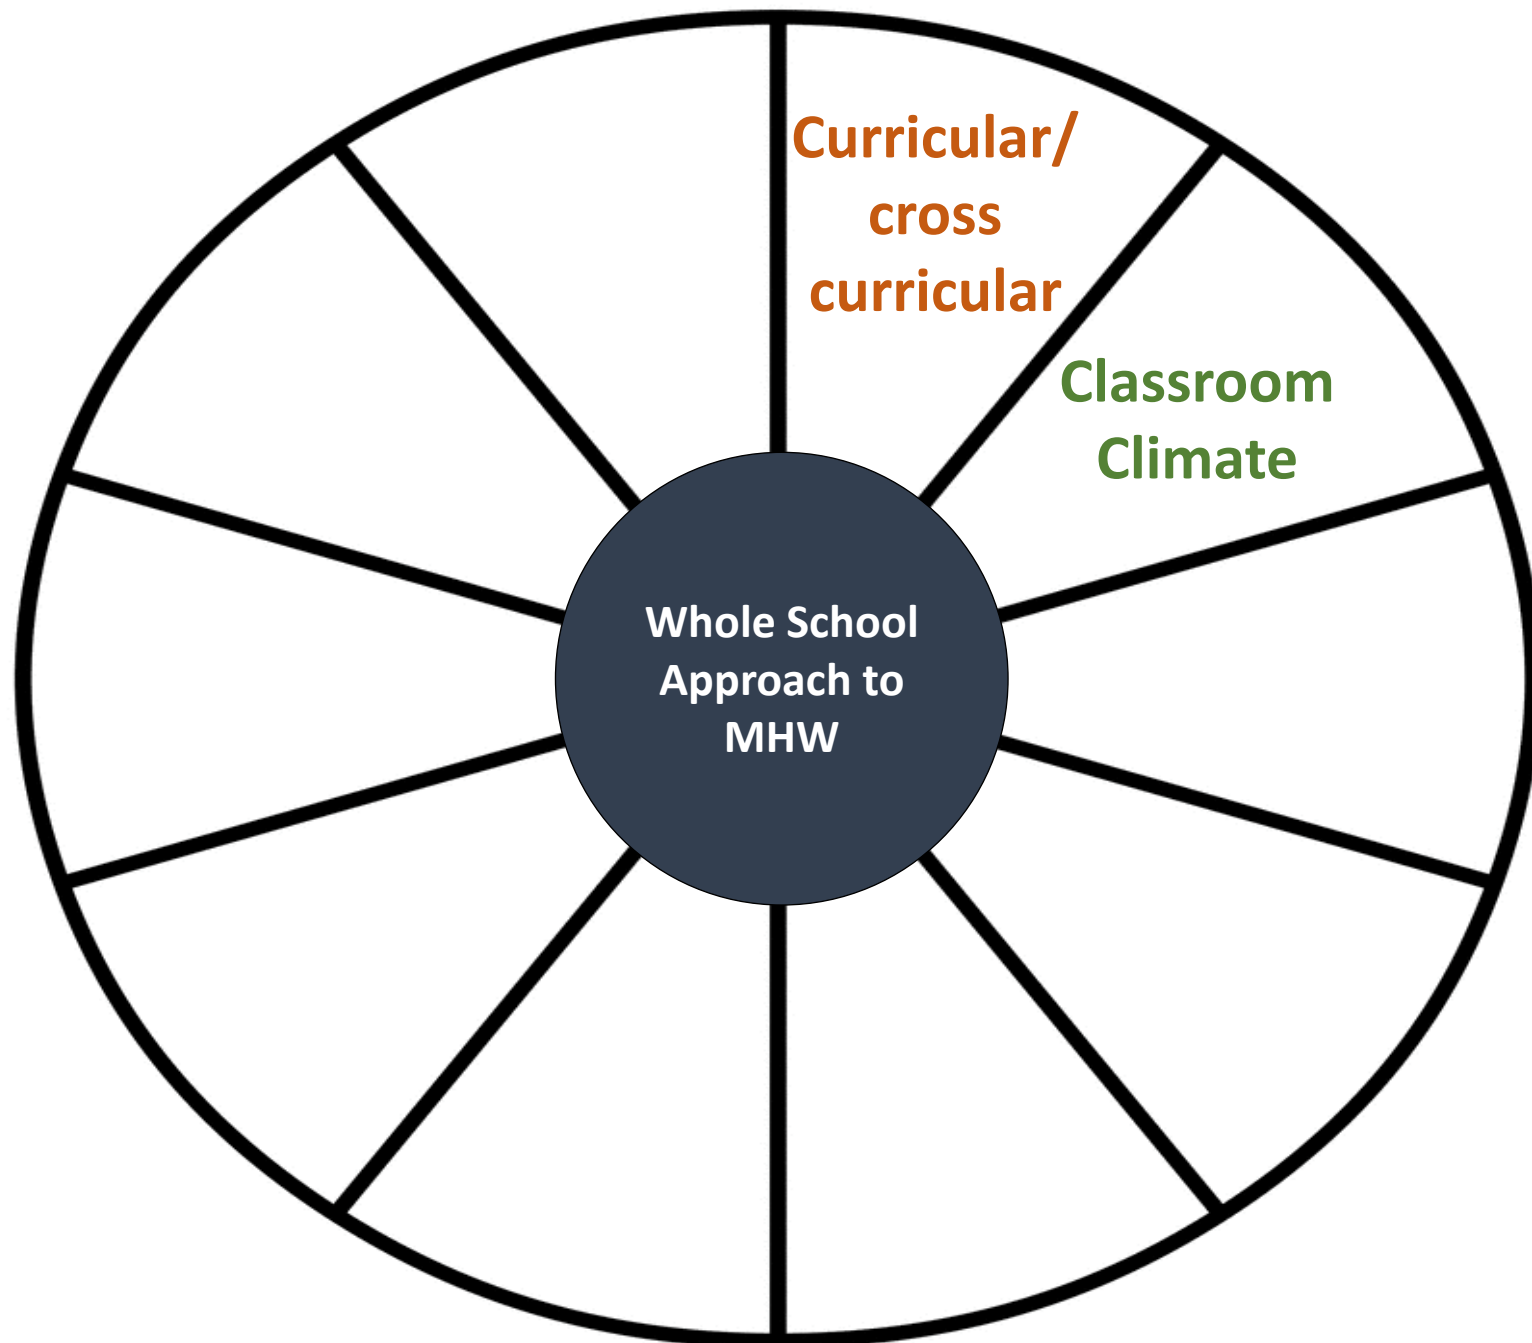 Curricular/
cross
curricular
Classroom
Climate
Whole School
Approach to
MHW